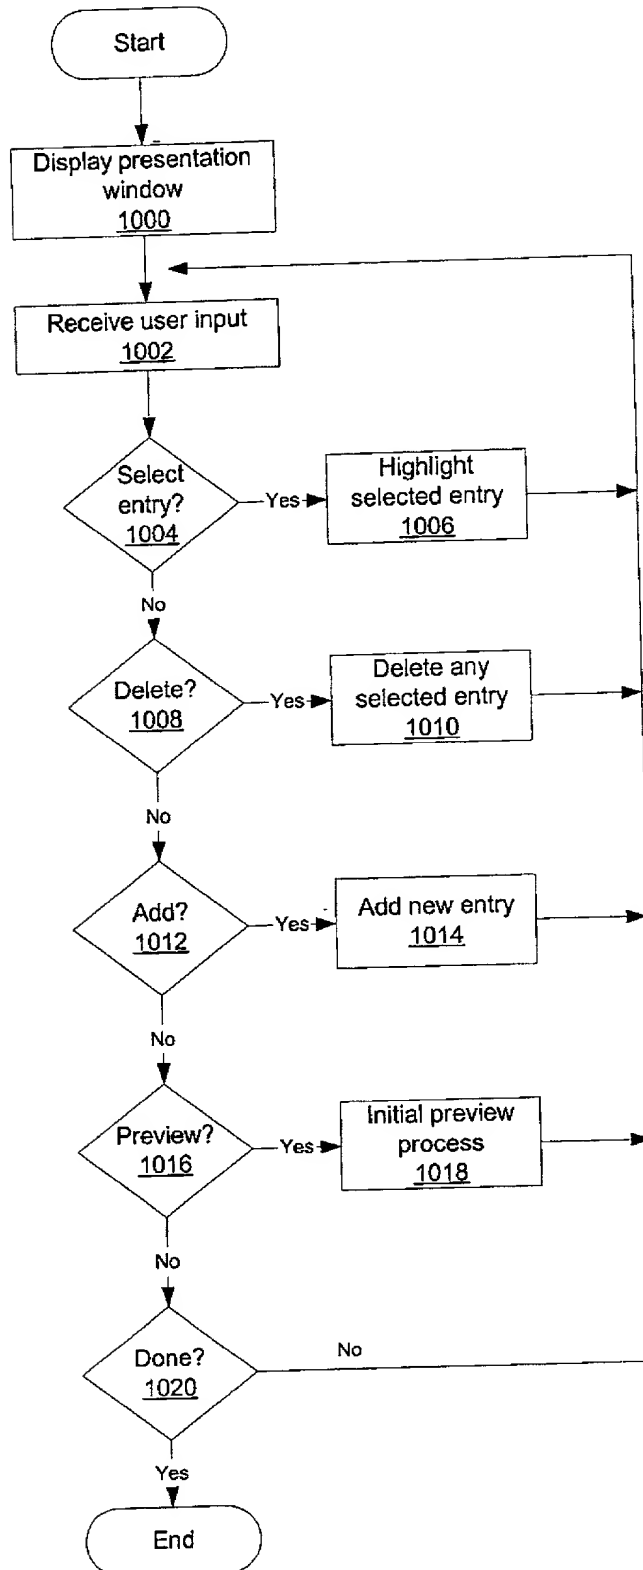 Start
Display presentation
window
1000
Receive user input
1002
Select
entry?
1004
Yes
Highlight
selected entry
1006
No
Delete?
1008
Yes
Delete any
selected entry
1010
No
Add?
1012
Yes
Add new entry
1014
No
Preview?
1016
Yes
Initial preview
process
1018
No
Done?
1020
No
Yes
End